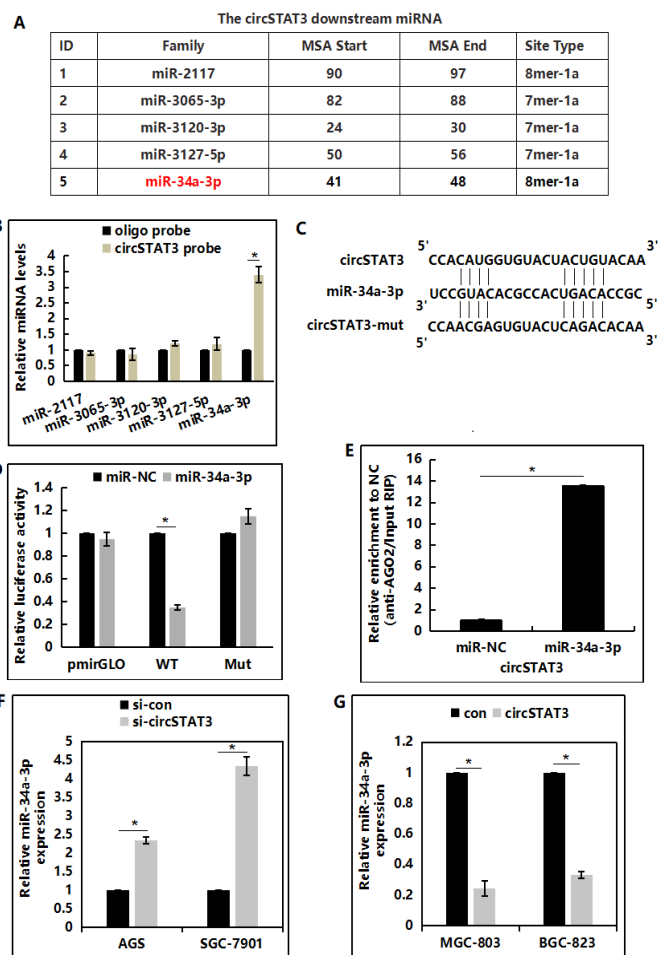 A
The circSTAT3 downstream miRNA
ID Family MSA Start MSA End Site Type
1 miR-2117 90 97 8mer-1a
2 miR-3065-3p 82 88 7mer-1a
3 miR-3120-3p 24 30 7mer-1a
4 miR-3127-5p 50 56 7mer-1a
5 miR-34a-3p 41 48 8mer-1a
oligo probe
circSTAT3 probe
Relative miRNA levels
4
3.5
3
2.5
2
1.5
1
0.5
0
*
miR-2117
miR-3065-3p
miR-3120-3p
miR-3127-5p
miR-34a-3p
C
5' 3'
circSTAT3 CCACAUGGUGUACUACUGUACAA
miR-34a-3p UCCGUACACGCCACUGACACCGC
3' 5'
circSTAT3-mut CCAACGAGUGUACUCAGACACAA
5' 3'
miR-NC miR-34a-3p
Relative luciferase activity
1.4
1.2
1
0.8
0.6
0.4
0.2
0
*
pmirGLO WT Mut
E
Relative enrichment to NC
(anti-AGO2/Input RIP)
16
14
12
10
8
6
4
2
0
*
miR-NC miR-34a-3p
circSTAT3
F
si-con
si-circSTAT3
Relative miR-34a-3p
expression
5
4.5
4
3.5
3
2.5
2
1.5
1
0.5
*
*
AGS SGC-7901
G
con circSTAT3
Relative miR-34a-3p
expression
1.2
1
0.8
0.6
0.4
0.2
0
*
*
MGC-803 BGC-823